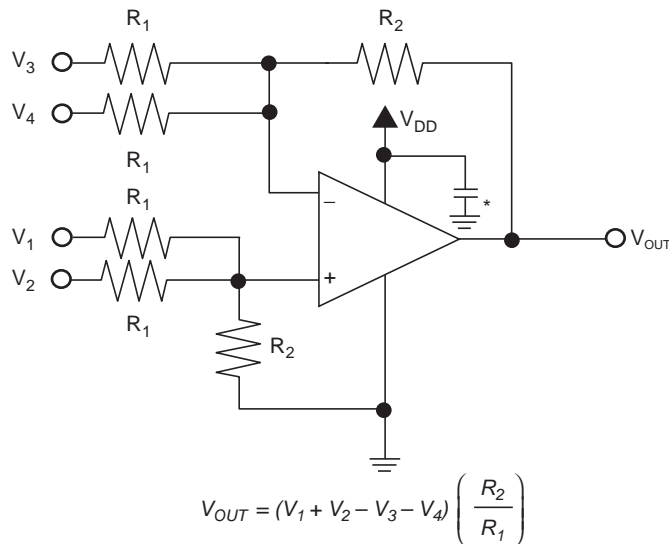 R1
R2
V3
V4
VDD
R1
R1
*
–
V1
VOUT
V2
+
R1
R2
VOUT = (V1 + V2 – V3 – V4) ( R2 / R1 )